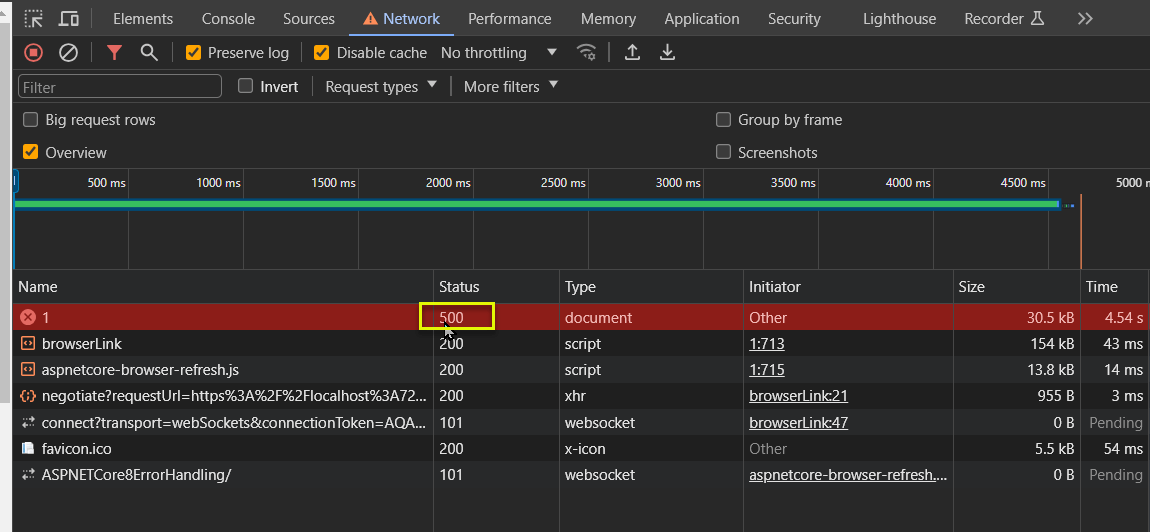 Elements Console Sources Network Performance Memory Application Security Lighthouse Recorder
Preserve log Disable cache No throttling
Filter Invert Request types More filters
Big request rows Group by frame
Overview Screenshots
500 ms 1000 ms 1500 ms 2000 ms 2500 ms 3000 ms 3500 ms 4000 ms 4500 ms 5000 m
Name Status Type Initiator Size Time
1 500 document Other 30.5 kB 4.54 s
browserLink 200 script 1:713 154 kB 43 ms
aspnetcore-browser-refresh.js 200 script 1:715 13.8 kB 14 ms
negotiate?requestUrl=https%3A%2F%2Flocalhost%3A72... 200 xhr browserLink:21 955 B 3 ms
connect?transport=webSockets&connectionToken=AQA... 101 websocket browserLink:47 0 B Pending
favicon.ico 200 x-icon Other 5.5 kB 54 ms
ASPNETCore8ErrorHandling/ 101 websocket aspnetcore-browser-refresh.... 0 B Pending